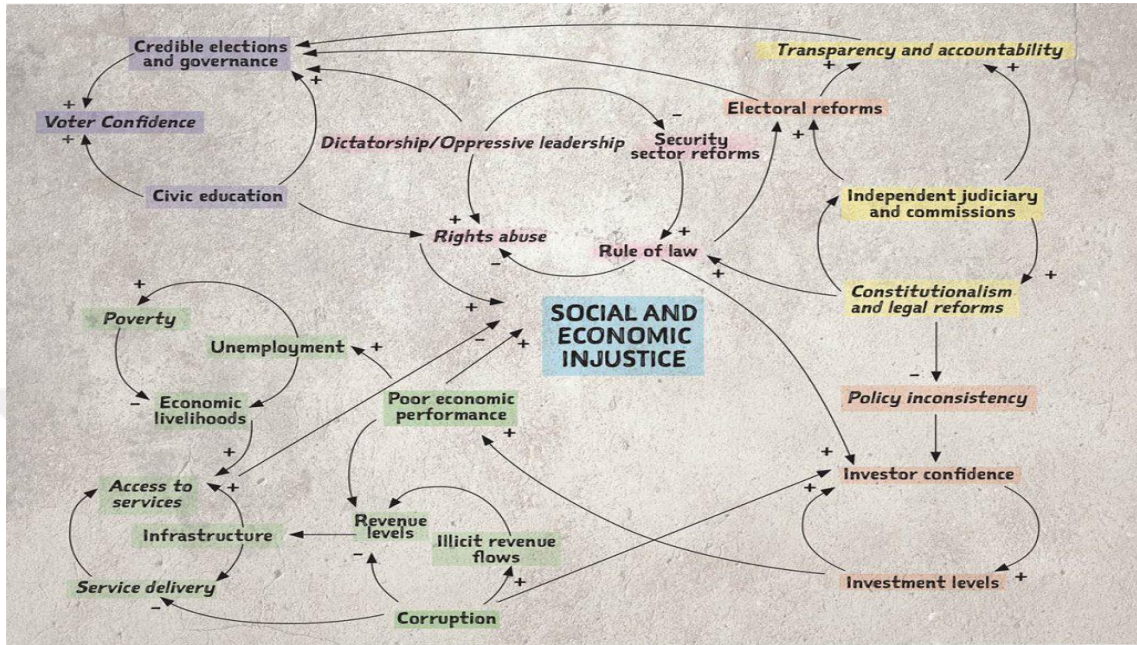 Credible elections
and governance
Transparency and accountability
+
+
+
+
Voter Confidence
+
Electoral reforms
-
+
Dictatorship/Oppressive leadership
Security
sector reforms
Civic education
Independent judiciary
and commissions
+
Rights abuse
-
+
Rule of law
+
+
Constitutionalism
and legal reforms
+
+
Poverty
SOCIAL AND
ECONOMIC
INJUSTICE
-
+
Unemployment
+
-
Policy inconsistency
-
Economic
livelihoods
Poor economic
performance
+
+
+
Investor confidence
+
Access to
services
+
Infrastructure
Revenue
levels
-
Illicit revenue
flows
Service delivery
-
+
Investment levels
+
Corruption